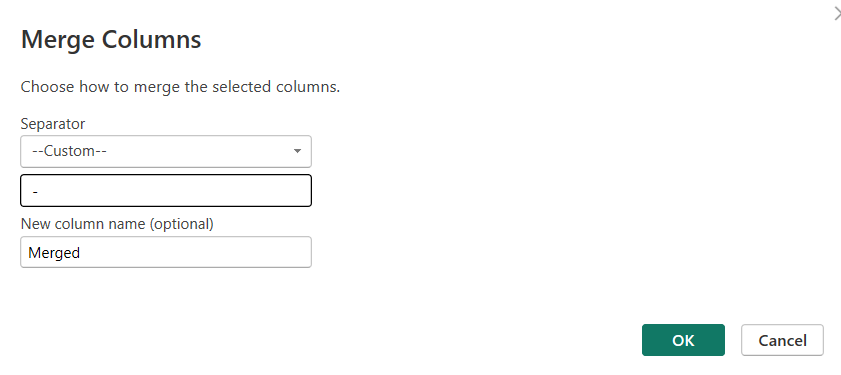 Merge Columns
Choose how to merge the selected columns.
Separator
--Custom--
-
New column name (optional)
Merged
OK Cancel